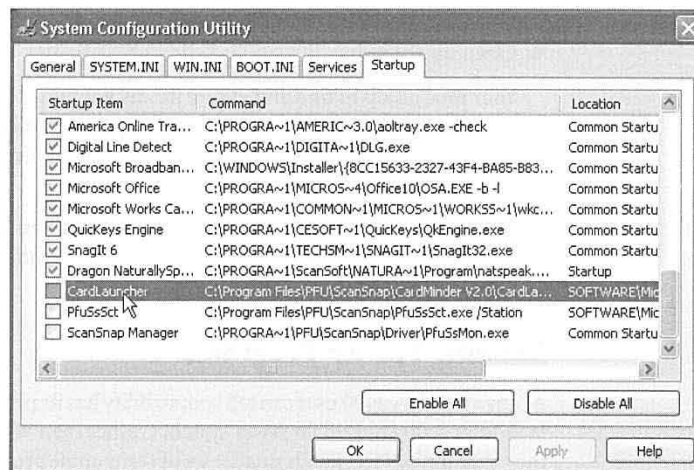 System Configuration Utility
General SYSTEM.INI WIN.INI BOOT.INI Services Startup
Startup Item Command Location
America Online Tra... C:\PROGRA~1\AMERIC~3.0\aoltray.exe -check Common Startu
Digital Line Detect C:\PROGRA~1\DIGITA~1\DLG.exe Common Startu
Microsoft Broadban... C:\WINDOWS\Installer\{8CC15633-2327-43F4-BA85-B83... Common Startu
Microsoft Office C:\PROGRA~1\MICROS~4\Office10\OSA.EXE -b -l Common Startu
Microsoft Works Ca... C:\PROGRA~1\COMMON~1\MICROS~1\WORKSS~1\wkc... Common Startu
QuicKeys Engine C:\PROGRA~1\CESOFT~1\QuicKeys\QkEngine.exe Common Startu
SnagIt 6 C:\PROGRA~1\TECHSM~1\SNAGIT~1\SnagIt32.exe Common Startu
Dragon NaturallySp... C:\PROGRA~1\ScanSoft\NATURA~1\Program\natspeak.... Startup
CardLauncher C:\Program Files\PFU\ScanSnap\CardMinder V2.0\CardLa... SOFTWARE\Mic
PfuSsSct C:\Program Files\PFU\ScanSnap\PfuSsSct.exe /Station SOFTWARE\Mic
ScanSnap Manager C:\PROGRA~1\PFU\ScanSnap\Driver\PfuSsMon.exe Common Startu
Enable All Disable All
OK Cancel Apply Help